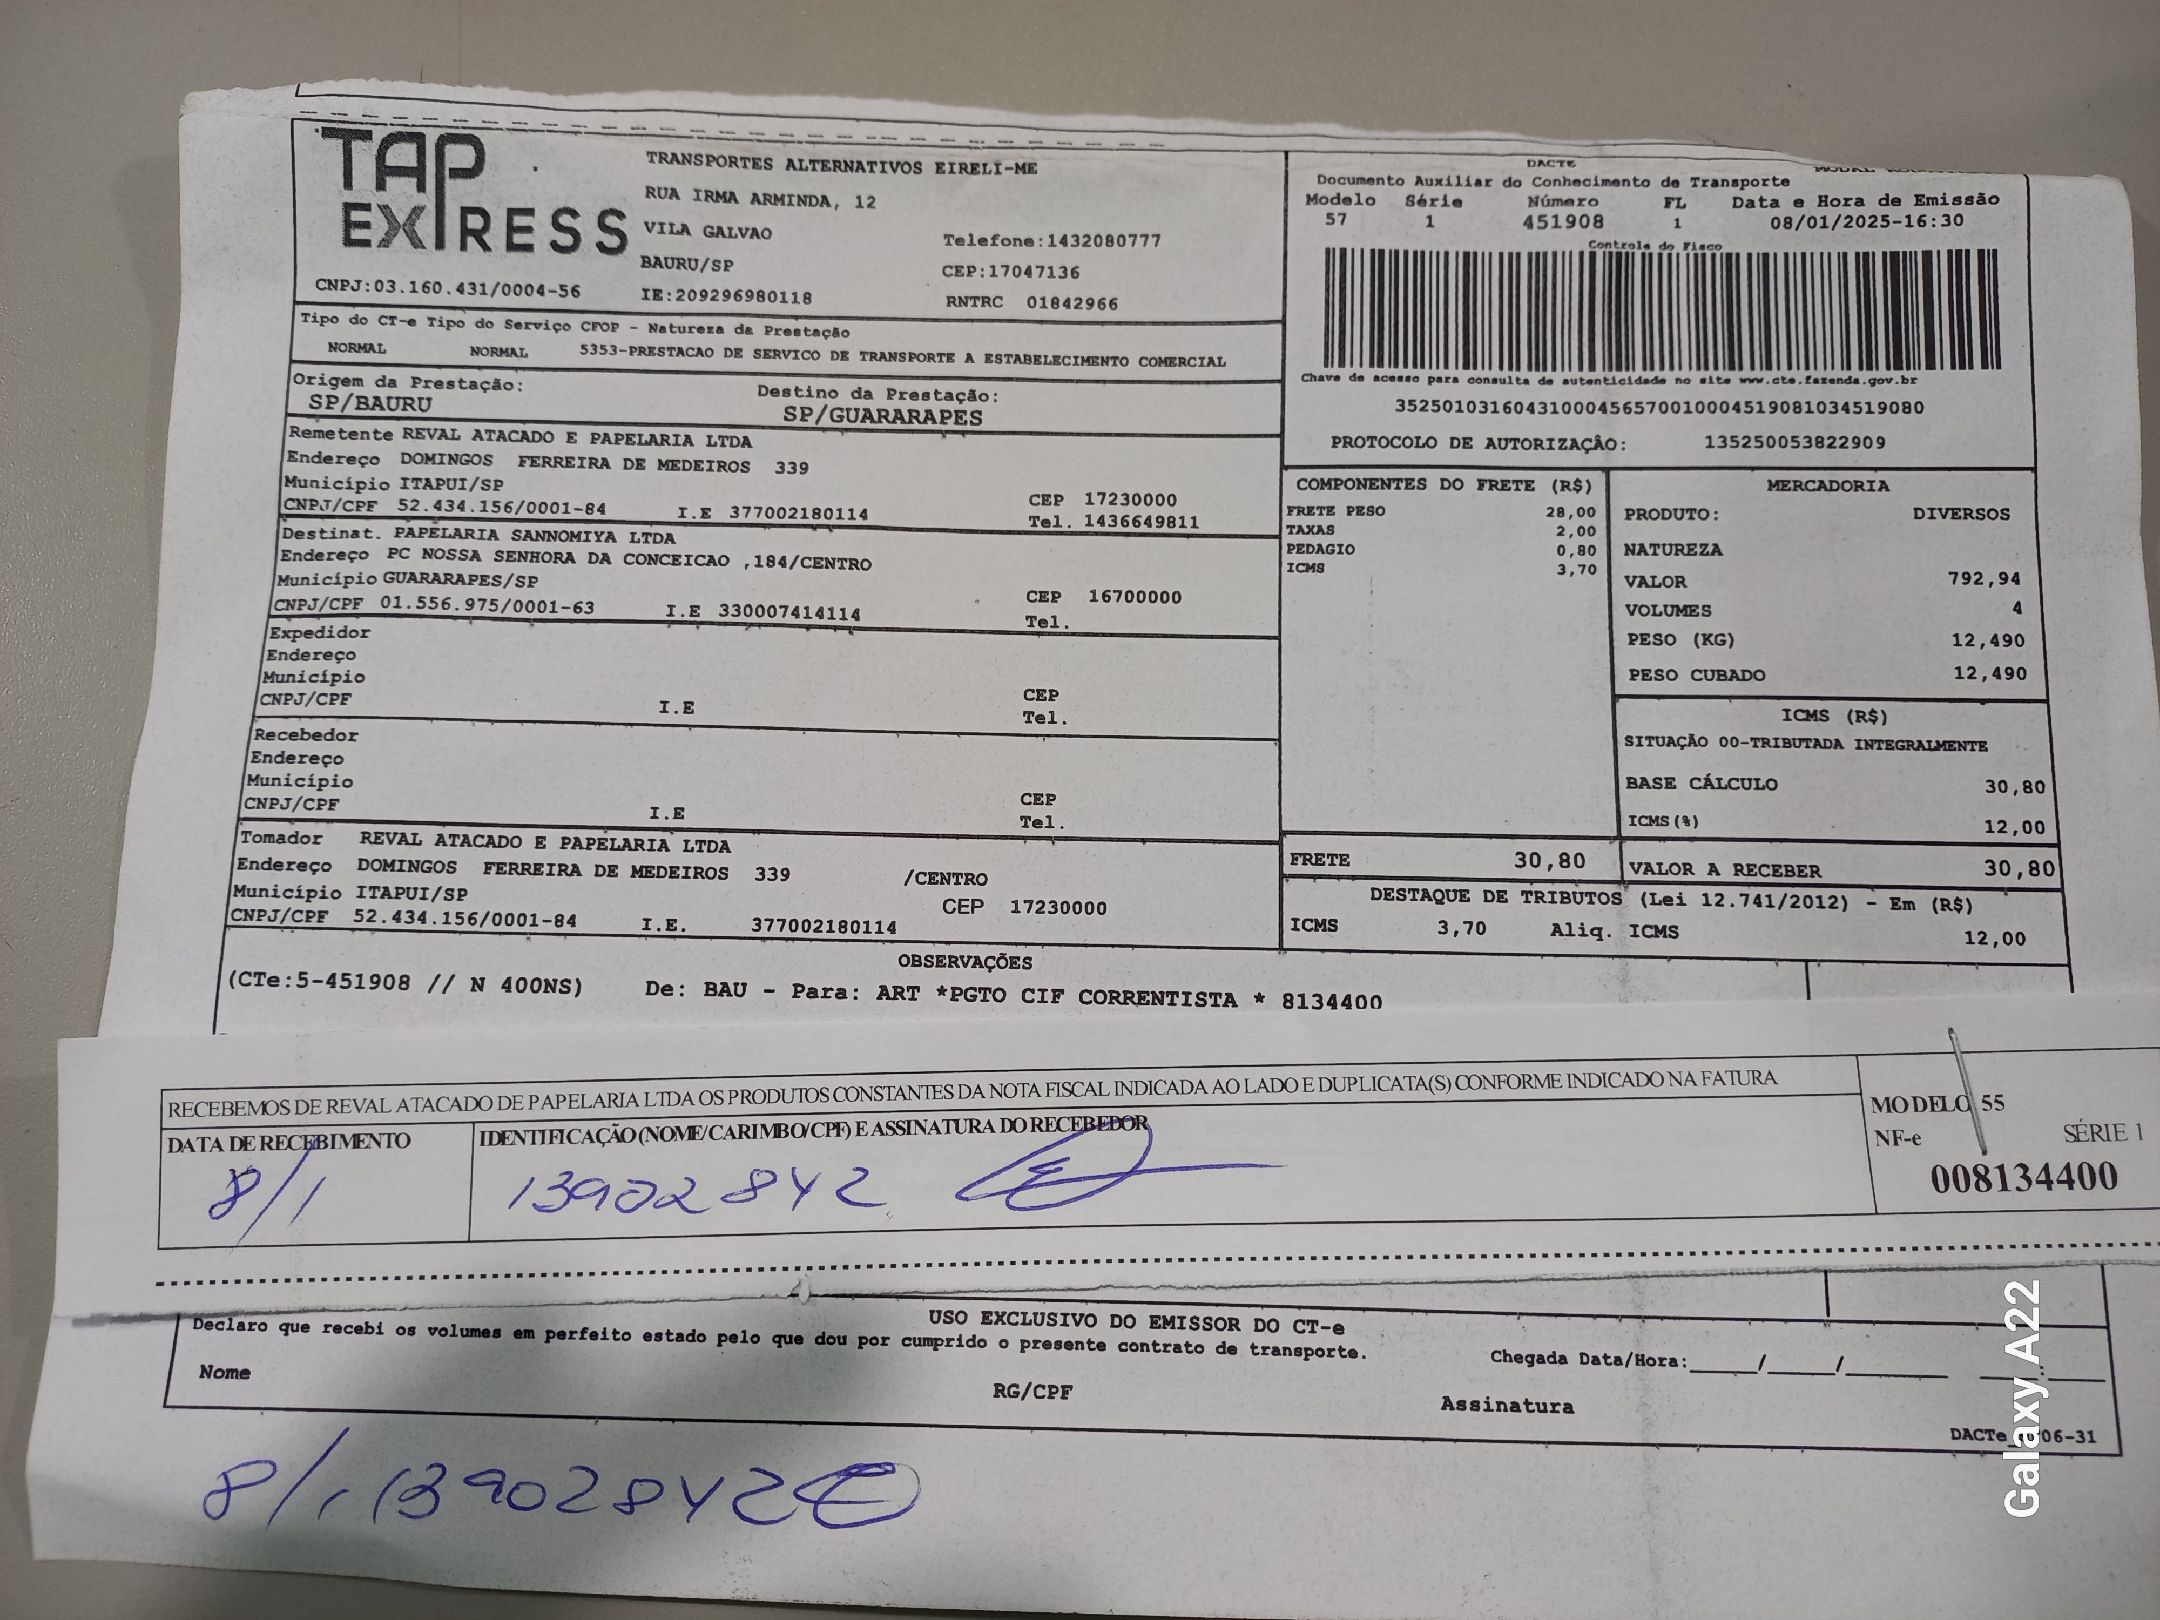 TAP EXPRESS
TRANSPORTES ALTERNATIVOS EIRELI-ME
RUA IRMA ARMINDA, 12
VILA GALVAO
Telefone:1432080777
BAURU/SP
CEP:17047136
CNPJ:03.160.431/0004-56
IE:209296980118
RNTRC 01842966
DACTE
Documento Auxiliar do Conhecimento de Transporte
Modelo Série Número FL Data e Hora de Emissão
57 1 451908 1 08/01/2025-16:30
Controle do Fisco
Chave de acesso para consulta de autenticidade no site www.cte.fazenda.gov.br
35250103160431000456570010004519081034519080
PROTOCOLO DE AUTORIZAÇÃO: 135250053822909
Tipo do CT-e Tipo do Serviço CFOP - Natureza da Prestação
NORMAL NORMAL 5353-PRESTACAO DE SERVICO DE TRANSPORTE A ESTABELECIMENTO COMERCIAL
Origem da Prestação: Destino da Prestação:
SP/BAURU SP/GUARARAPES
Remetente REVAL ATACADO E PAPELARIA LTDA
Endereço DOMINGOS FERREIRA DE MEDEIROS 339
Município ITAPUI/SP CEP 17230000
CNPJ/CPF 52.434.156/0001-84 I.E 377002180114 Tel. 1436649811
Destinat. PAPELARIA SANNOMIYA LTDA
Endereço PC NOSSA SENHORA DA CONCEICAO ,184/CENTRO
Município GUARARAPES/SP CEP 16700000
CNPJ/CPF 01.556.975/0001-63 I.E 330007414114 Tel.
Expedidor
Endereço
Município CEP
CNPJ/CPF I.E Tel.
Recebedor
Endereço
Município CEP
CNPJ/CPF I.E Tel.
Tomador REVAL ATACADO E PAPELARIA LTDA
Endereço DOMINGOS FERREIRA DE MEDEIROS 339 /CENTRO
Município ITAPUI/SP CEP 17230000
CNPJ/CPF 52.434.156/0001-84 I.E. 377002180114
COMPONENTES DO FRETE (R$)
FRETE PESO 28,00
TAXAS 2,00
PEDAGIO 0,80
ICMS 3,70
MERCADORIA
PRODUTO: DIVERSOS
NATUREZA
VALOR 792,94
VOLUMES 4
PESO (KG) 12,490
PESO CUBADO 12,490
ICMS (R$)
SITUAÇÃO 00-TRIBUTADA INTEGRALMENTE
BASE CÁLCULO 30,80
ICMS(%) 12,00
FRETE 30,80 VALOR A RECEBER 30,80
DESTAQUE DE TRIBUTOS (Lei 12.741/2012) - Em (R$)
ICMS 3,70 Aliq. ICMS 12,00
OBSERVAÇÕES
(CTe:5-451908 // N 400NS) De: BAU - Para: ART *PGTO CIF CORRENTISTA * 8134400
RECEBEMOS DE REVAL ATACADO DE PAPELARIA LTDA OS PRODUTOS CONSTANTES DA NOTA FISCAL INDICADA AO LADO E DUPLICATA(S) CONFORME INDICADO NA FATURA
DATA DE RECEBIMENTO IDENTIFICAÇÃO (NOME/CARIMBO/CPF) E ASSINATURA DO RECEBEDOR
8/1 13902842
MODELO 55
NF-e SÉRIE 1
008134400
USO EXCLUSIVO DO EMISSOR DO CT-e
Declaro que recebi os volumes em perfeito estado pelo que dou por cumprido o presente contrato de transporte.
Nome RG/CPF Assinatura
Chegada Data/Hora:_____/_____/_______ ____:____
06-31
8/1 13902842
Galaxy A22